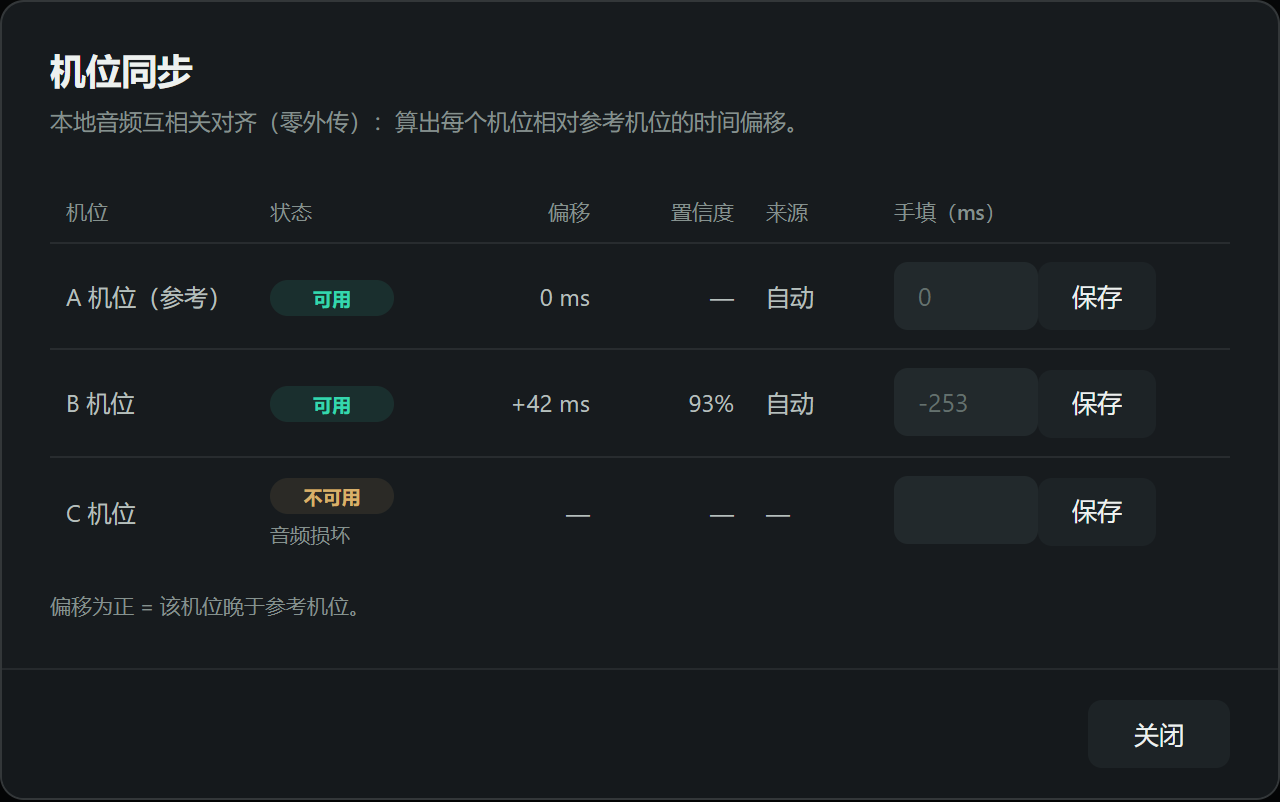 机位同步
本地音频互相关对齐（零外传）：算出每个机位相对参考机位的时间偏移。
机位 状态 偏移 置信度 来源 手填（ms）
A 机位（参考） 可用 0 ms — 自动 0 保存
B 机位 可用 +42 ms 93% 自动 -253 保存
C 机位 不可用 — — — 保存
音频损坏
偏移为正 = 该机位晚于参考机位。
关闭